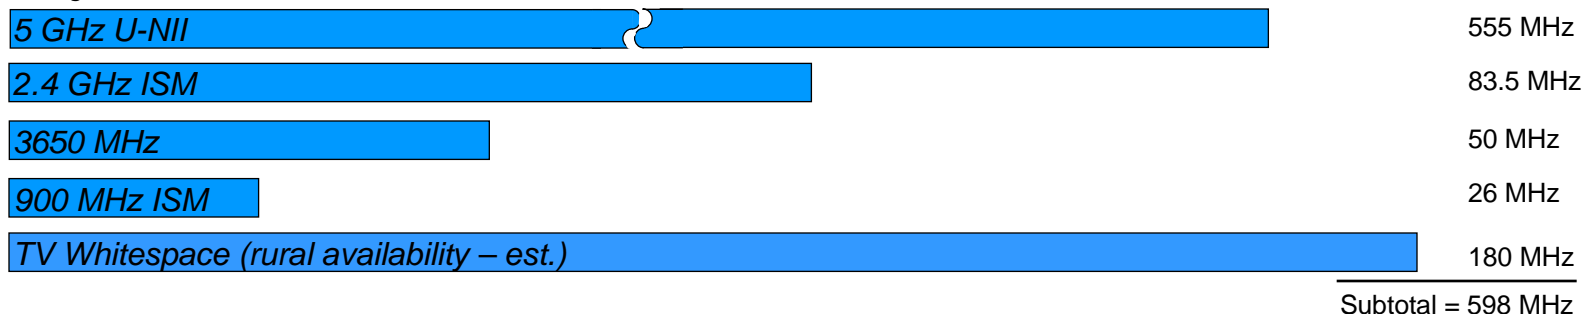 5 GHz U-NII 555 MHz
2.4 GHz ISM 83.5 MHz
3650 MHz 50 MHz
900 MHz ISM 26 MHz
TV Whitespace (rural availability – est.) 180 MHz
Subtotal = 598 MHz